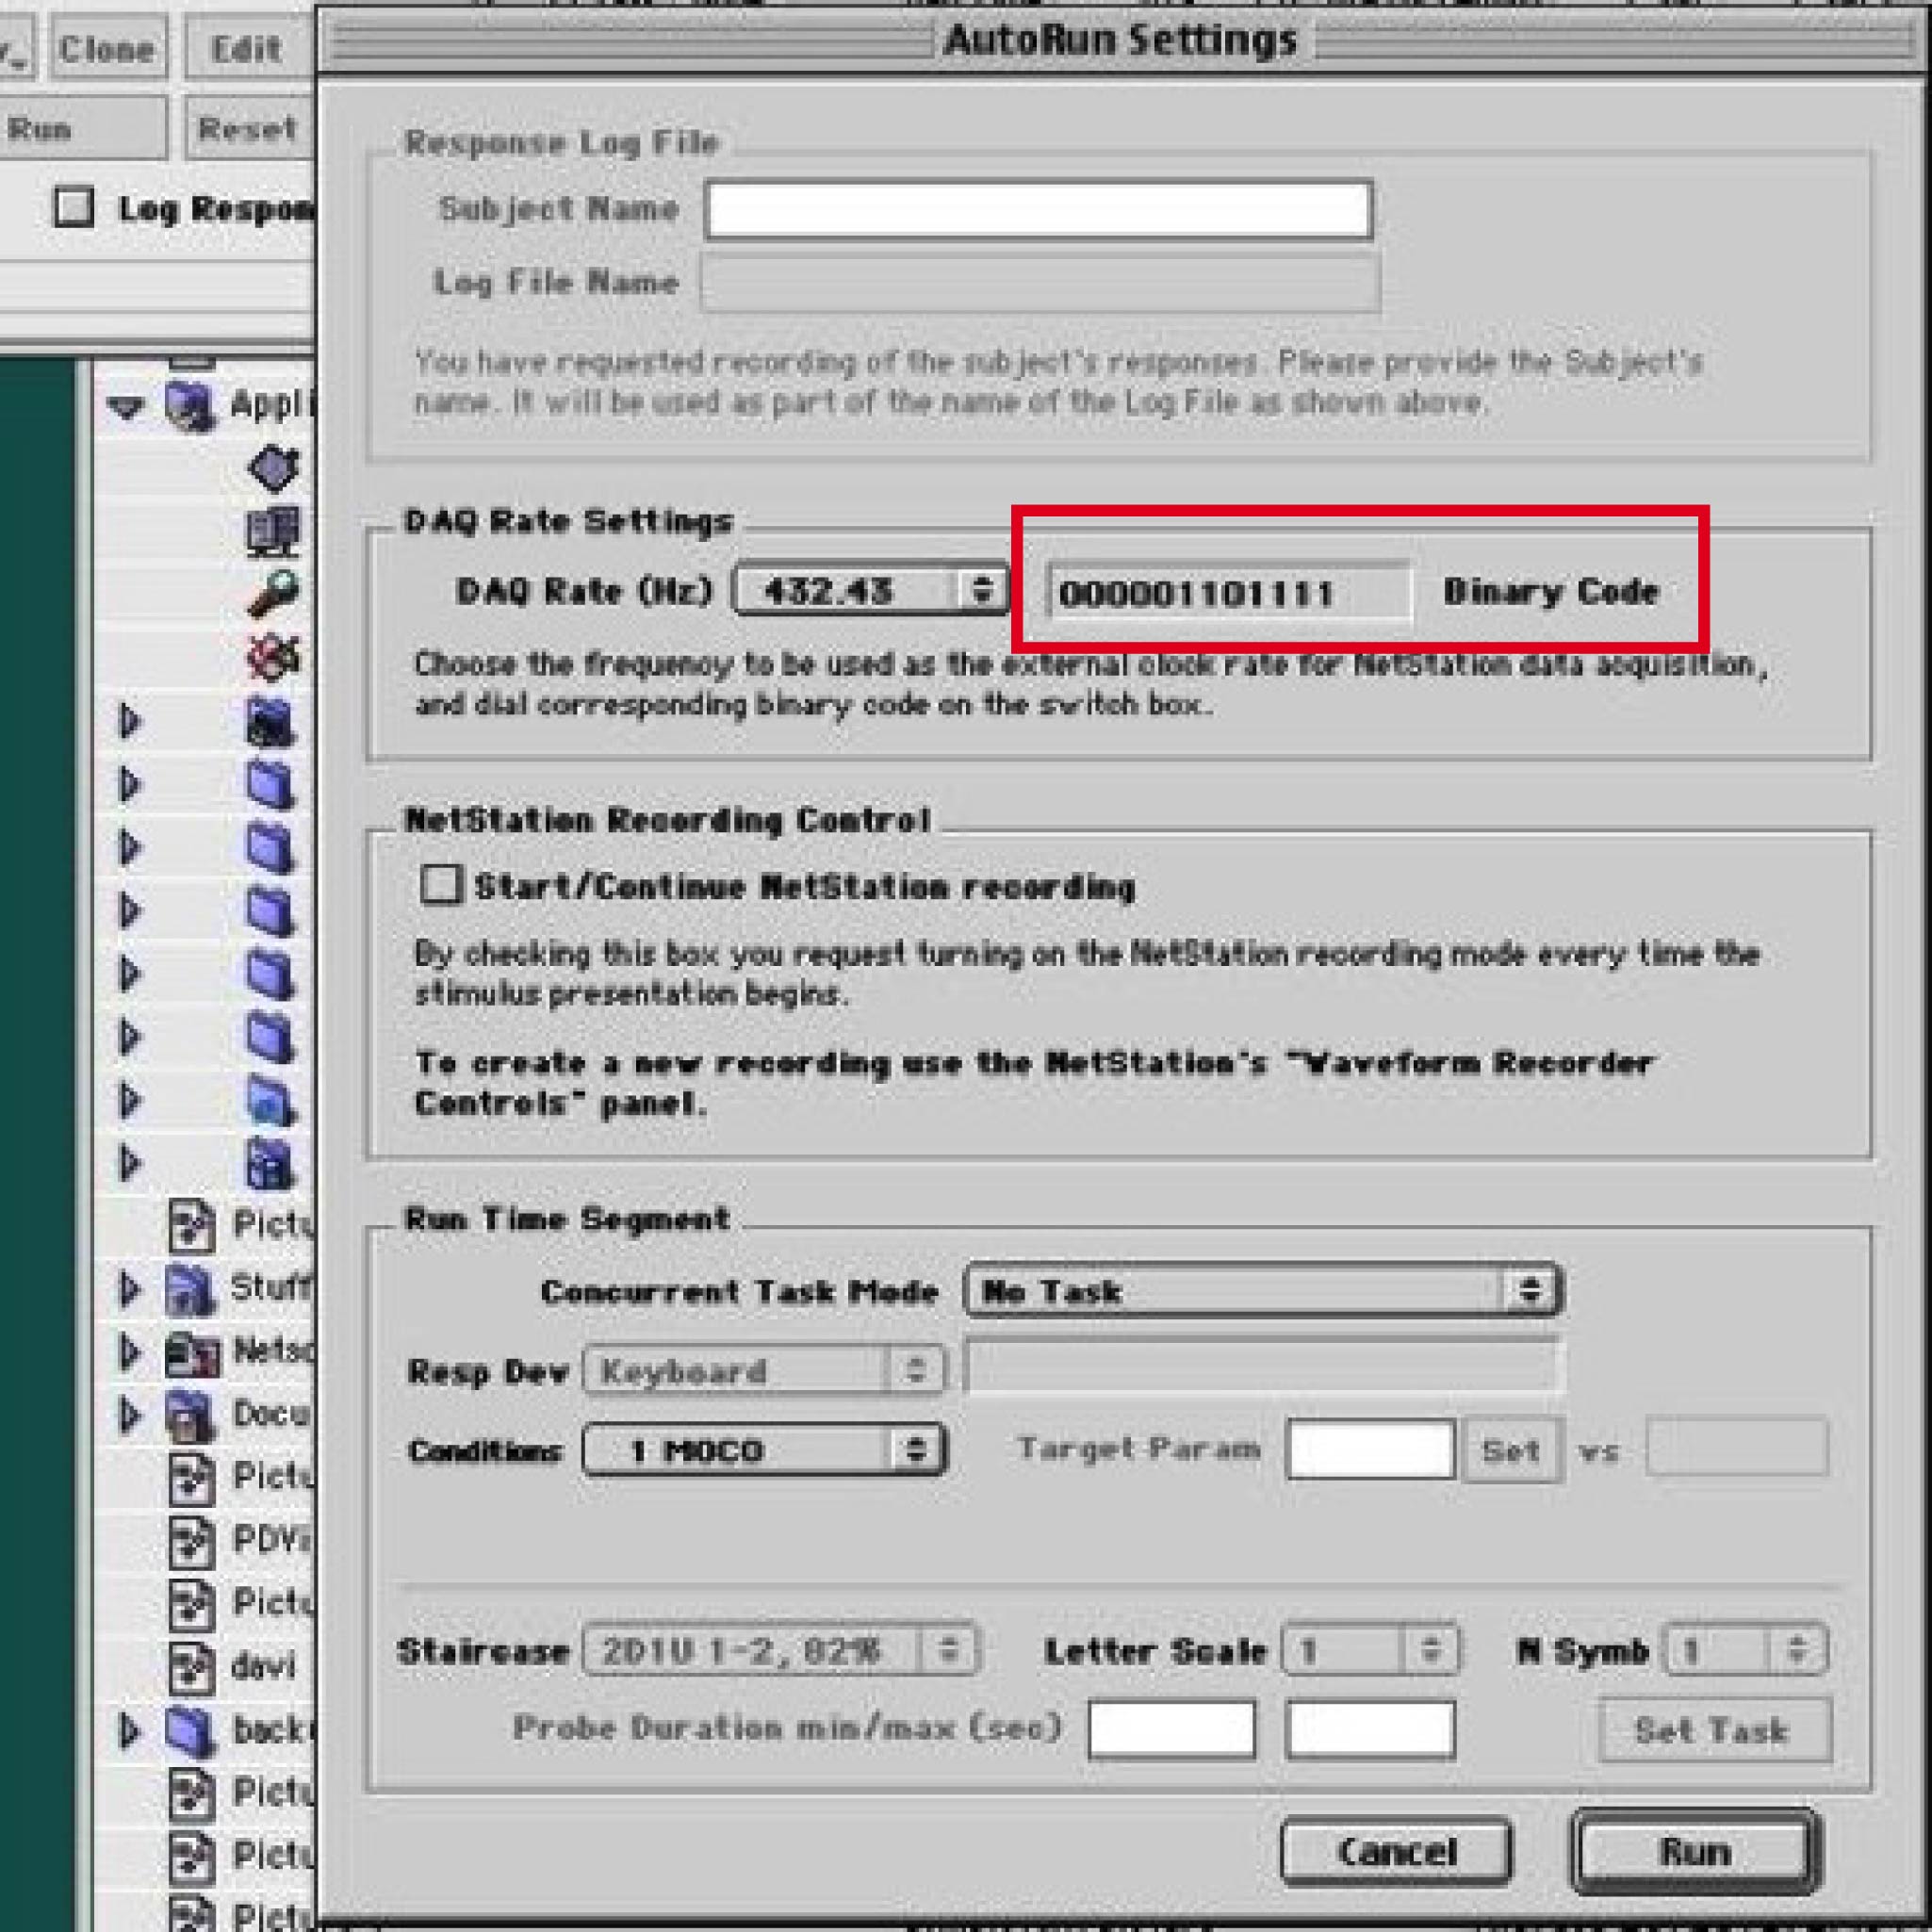 Clone Edit
Run Reset
Log Respon
AutoRun Settings
Response Log File
Subject Name
Log File Name
You have requested recording of the subject's responses. Please provide the Subject's
name. It will be used as part of the name of the Log File as shown above.
DAQ Rate Settings
DAQ Rate (Hz) 432.43 000001101111 Binary Code
Choose the frequency to be used as the external clock rate for NetStation data acquisition,
and dial corresponding binary code on the switch box.
NetStation Recording Control
Start/Continue NetStation recording
By checking this box you request turning on the NetStation recording mode every time the
stimulus presentation begins.
To create a new recording use the NetStation's "Waveform Recorder
Controls" panel.
Run Time Segment
Concurrent Task Mode No Task
Resp Dev Keyboard
Conditions 1 MOCO Target Param Set vs
Staircase 2D1U 1-2, 82% Letter Scale 1 N Symb 1
Probe Duration min/max (sec) Set Task
Cancel Run
Appli
Pictu
Stuff
Netsc
Docu
Pictu
PDVi
Pictu
davi
back
Pictu
Pictu
Pictu